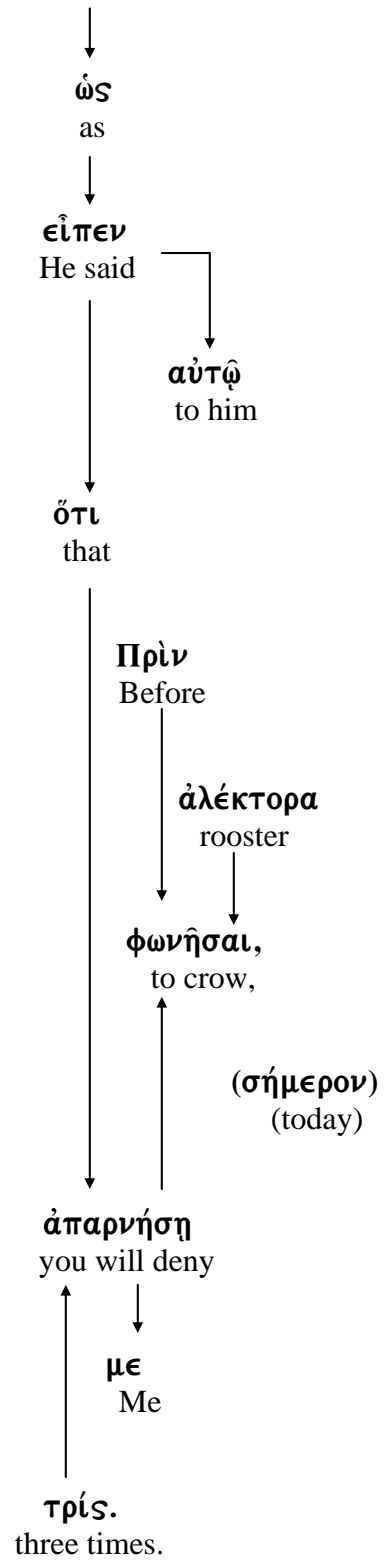 ὡς
as
εἶπεν
He said
αὐτῷ
to him
ὅτι
that
Πρὶν
Before
ἀλέκτορα
rooster
φωνῆσαι,
to crow,
(σήμερον)
(today)
ἀπαρνήσῃ
you will deny
με
Me
τρίς.
three times.